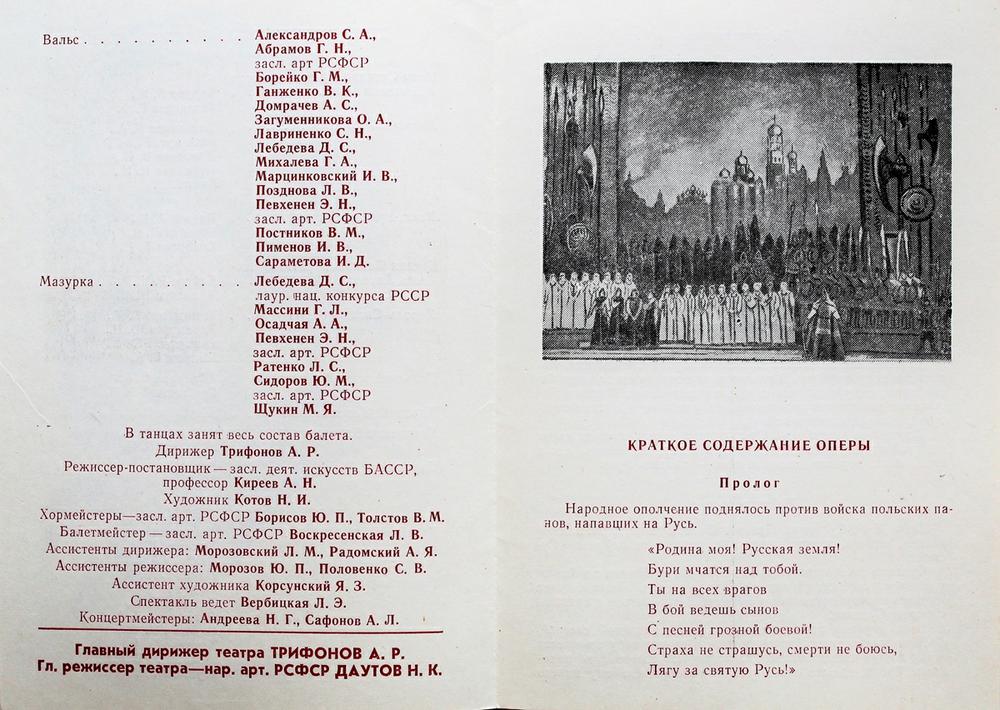 Вальс . . . . . . . . . . Александров С. А.,
Абрамов Г. Н.,
засл. арт РСФСР
Борейко Г. М.,
Ганженко В. К.,
Домрачев А. С.,
Загуменникова О. А.,
Лавриненко С. Н.,
Лебедева Д. С.,
Михалева Г. А.,
Марцинковский И. В.,
Позднова Л. В.,
Певхенен Э. Н.,
засл. арт. РСФСР
Постников В. М.,
Пименов И. В.,
Сараметова И. Д.
Мазурка . . . . . . . . . Лебедева Д. С.,
лаур. нац. конкурса РССР
Массини Г. Л.,
Осадчая А. А.,
Певхенен Э. Н.,
засл. арт. РСФСР
Ратенко Л. С.,
Сидоров Ю. М.,
засл. арт. РСФСР
Щукин М. Я.
В танцах занят весь состав балета.
Дирижер Трифонов А. Р.
Режиссер-постановщик — засл. деят. искусств БАССР,
профессор Киреев А. Н.
Художник Котов Н. И.
Хормейстеры—засл. арт. РСФСР Борисов Ю. П., Толстов В. М.
Балетмейстер — засл. арт. РСФСР Воскресенская Л. В.
Ассистенты дирижера: Морозовский Л. М., Радомский А. Я.
Ассистенты режиссера: Морозов Ю. П., Половенко С. В.
Ассистент художника Корсунский Я. З.
Спектакль ведет Вербицкая Л. Э.
Концертмейстеры: Андреева Н. Г., Сафонов А. Л.
Главный дирижер театра ТРИФОНОВ А. Р.
Гл. режиссер театра—нар. арт. РСФСР ДАУТОВ Н. К.
КРАТКОЕ СОДЕРЖАНИЕ ОПЕРЫ
Пролог
Народное ополчение поднялось против войска польских па-
нов, напавших на Русь.
«Родина моя! Русская земля!
Бури мчатся над тобой.
Ты на всех врагов
В бой ведешь сынов
С песней грозной боевой!
Страха не страшусь, смерти не боюсь,
Лягу за святую Русь!»